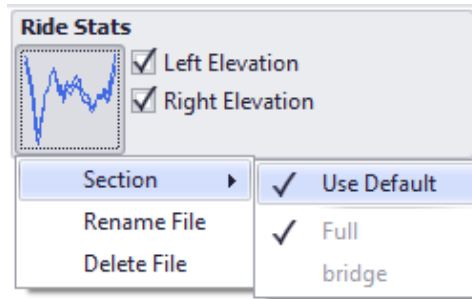 Ride Stats
Left Elevation
Right Elevation
Section
Use Default
Rename File
Full
Delete File
bridge